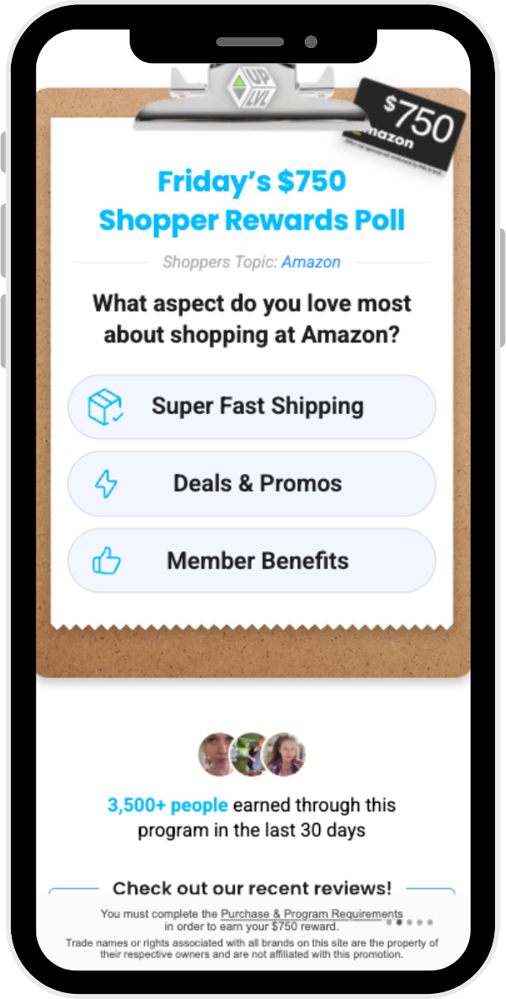 UP
LVL
$750
amazon
Friday's $750
Shopper Rewards Poll
Shoppers Topic: Amazon
What aspect do you love most
about shopping at Amazon?
Super Fast Shipping
Deals & Promos
Member Benefits
3,500+ people earned through this
program in the last 30 days
Check out our recent reviews!
You must complete the Purchase & Program Requirements
in order to earn your $750 reward.
Trade names or rights associated with all brands on this site are the property of
their respective owners and are not affiliated with this promotion.